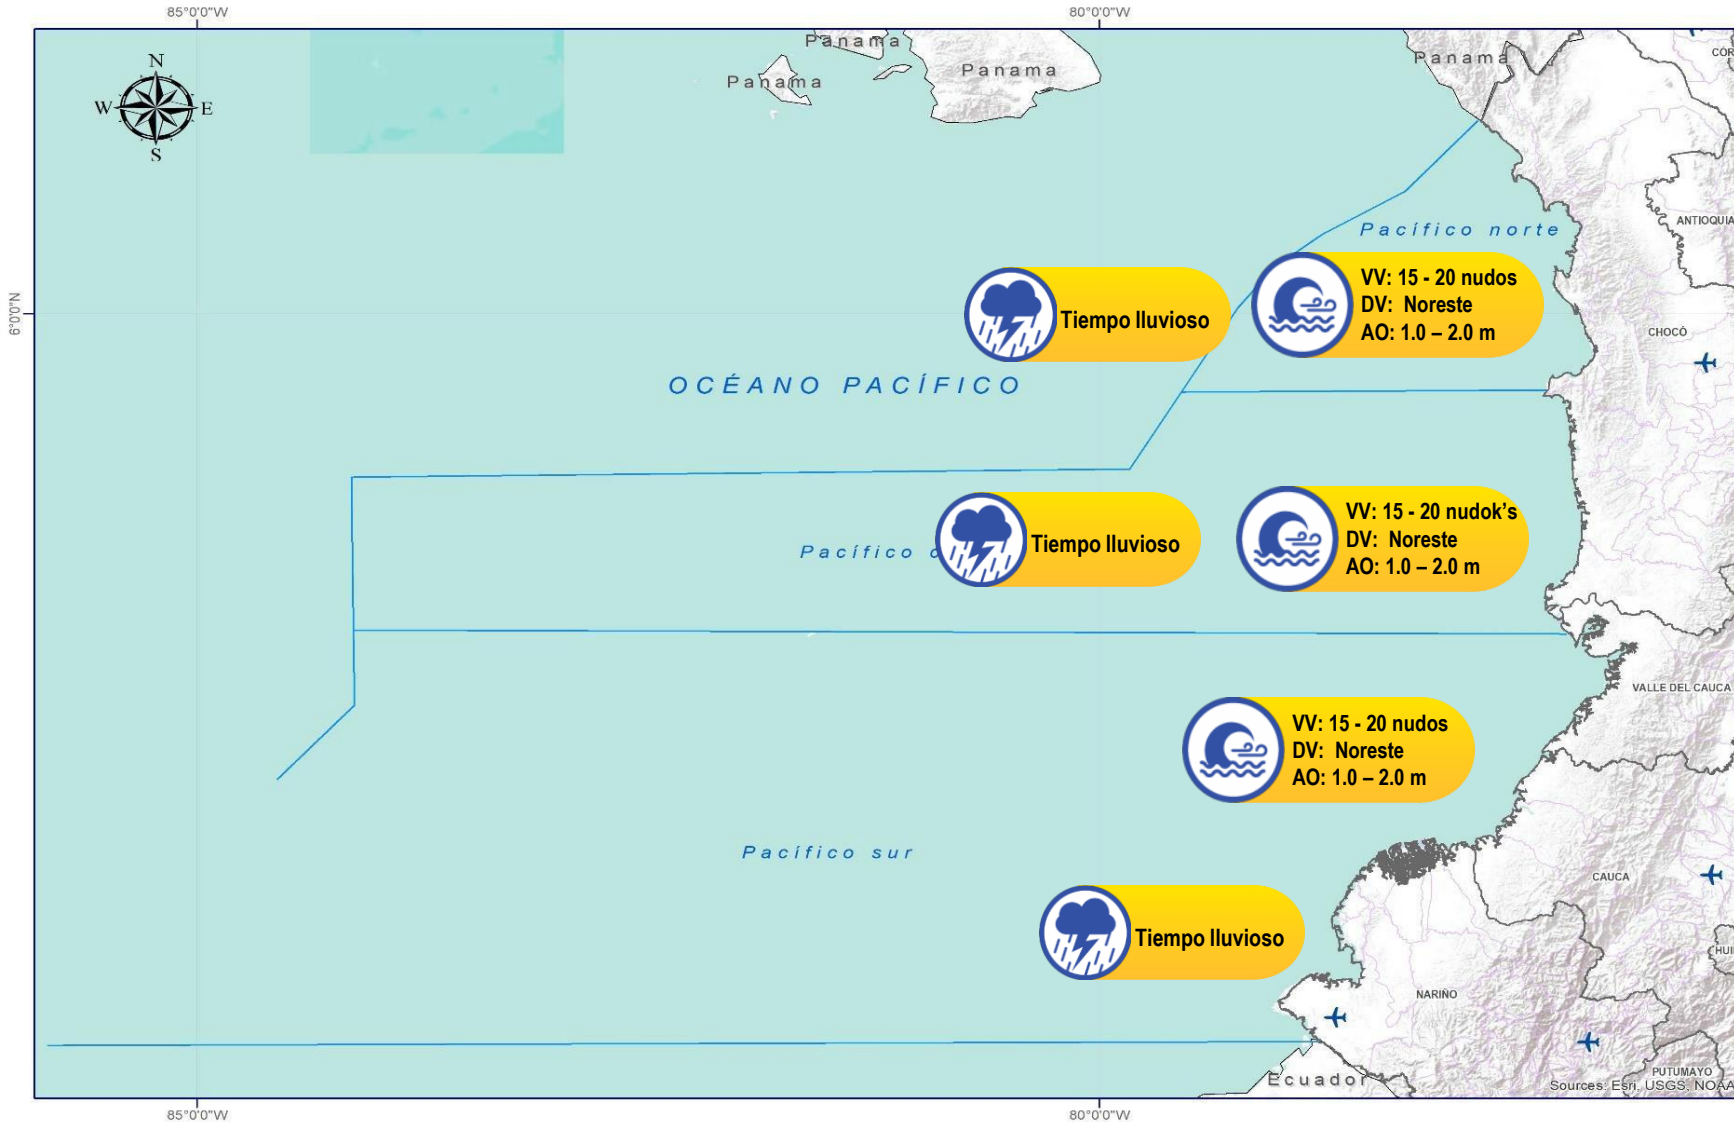 85°0'0"W
80°0'0"W
N
W E
S
Panama
Panama
Panama
Panamá
CÓR
ANTIOQUIA
Pacífico norte
6°0'0"N
Tiempo lluvioso
VV: 15 - 20 nudos
DV: Noreste
AO: 1.0 – 2.0 m
CHOCÓ
OCÉANO PACÍFICO
Pacífico
Tiempo lluvioso
VV: 15 - 20 nudok's
DV: Noreste
AO: 1.0 – 2.0 m
VALLE DEL CAUCA
VV: 15 - 20 nudos
DV: Noreste
AO: 1.0 – 2.0 m
Pacífico sur
CAUCA
Tiempo lluvioso
HUI
NARIÑO
Ecuador
PUTUMAYO
Sources: Esri, USGS, NOAA
85°0'0"W
80°0'0"W